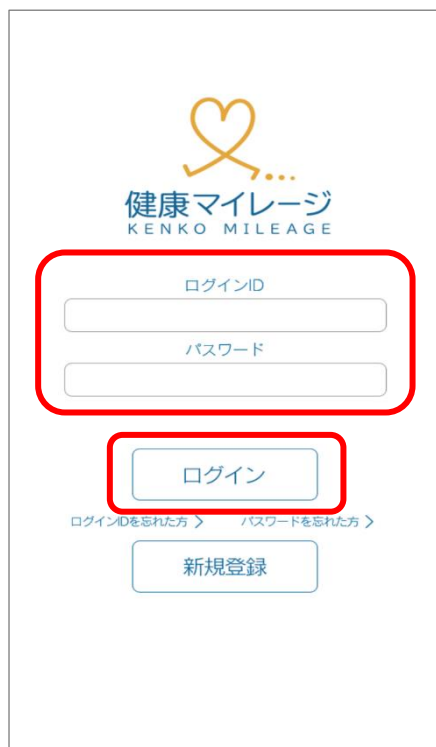 健康マイレージ
KENKO MILEAGE
ログインID
パスワード
ログイン
ログインIDを忘れた方 > パスワードを忘れた方 >
新規登録